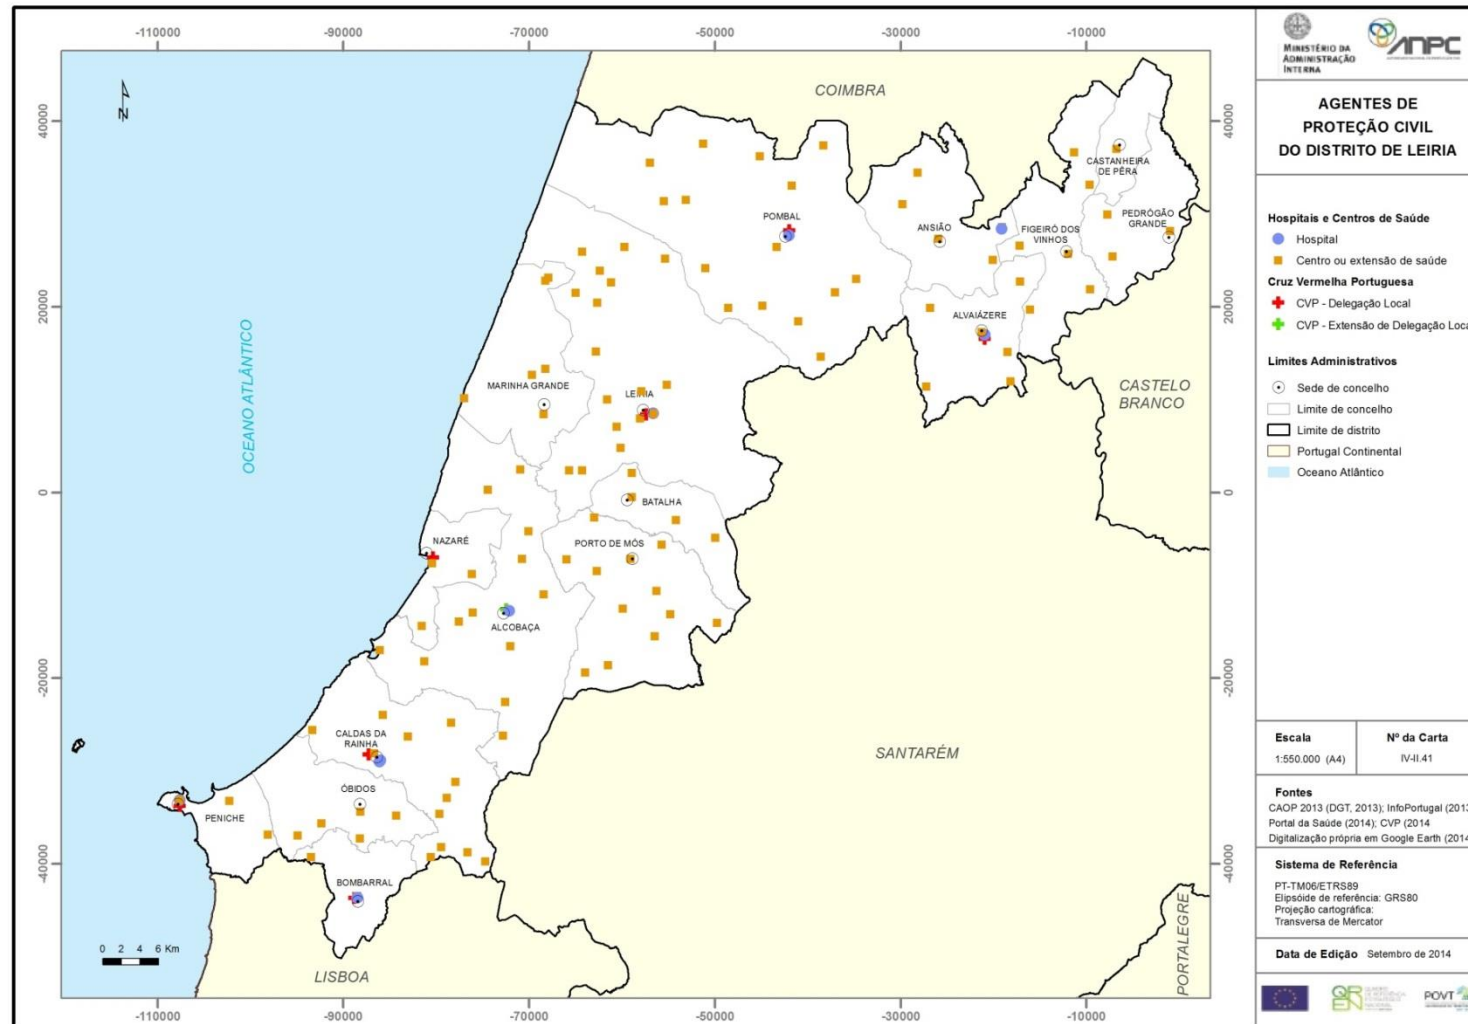 -110000
-90000
-70000
-50000
-30000
-10000
40000
20000
0
-20000
-40000
N
COIMBRA
CASTANHEIRA
DE PÊRA
PEDRÓGÃO
GRANDE
POMBAL
ANSIÃO
FIGEIRÓ DOS
VINHOS
ALVAIÁZERE
OCEANO ATLÂNTICO
MARINHA GRANDE
LEIRIA
CASTELO
BRANCO
BATALHA
NAZARÉ
PORTO DE MÓS
ALCOBAÇA
CALDAS DA
RAINHA
SANTARÉM
ÓBIDOS
PENICHE
BOMBARRAL
LISBOA
PORTALEGRE
0 2 4 6 Km
40000
20000
0
-20000
-40000
-110000
-90000
-70000
-50000
-30000
-10000
MINISTÉRIO DA
ADMINISTRAÇÃO
INTERNA
ANPC
AGENTES DE
PROTEÇÃO CIVIL
DO DISTRITO DE LEIRIA
Hospitais e Centros de Saúde
Hospital
Centro ou extensão de saúde
Cruz Vermelha Portuguesa
CVP - Delegação Local
CVP - Extensão de Delegação Loca
Limites Administrativos
Sede de concelho
Limite de concelho
Limite de distrito
Portugal Continental
Oceano Atlântico
Escala
1:550.000 (A4)
Nº da Carta
IV-II.41
Fontes
CAOP 2013 (DGT, 2013); InfoPortugal (2013
Portal da Saúde (2014); CVP (2014
Digitalização própria em Google Earth (2014
Sistema de Referência
PT-TM06/ETRS89
Elipsóide de referência: GRS80
Projeção cartográfica:
Transversa de Mercator
Data de Edição Setembro de 2014
QREN
POVT